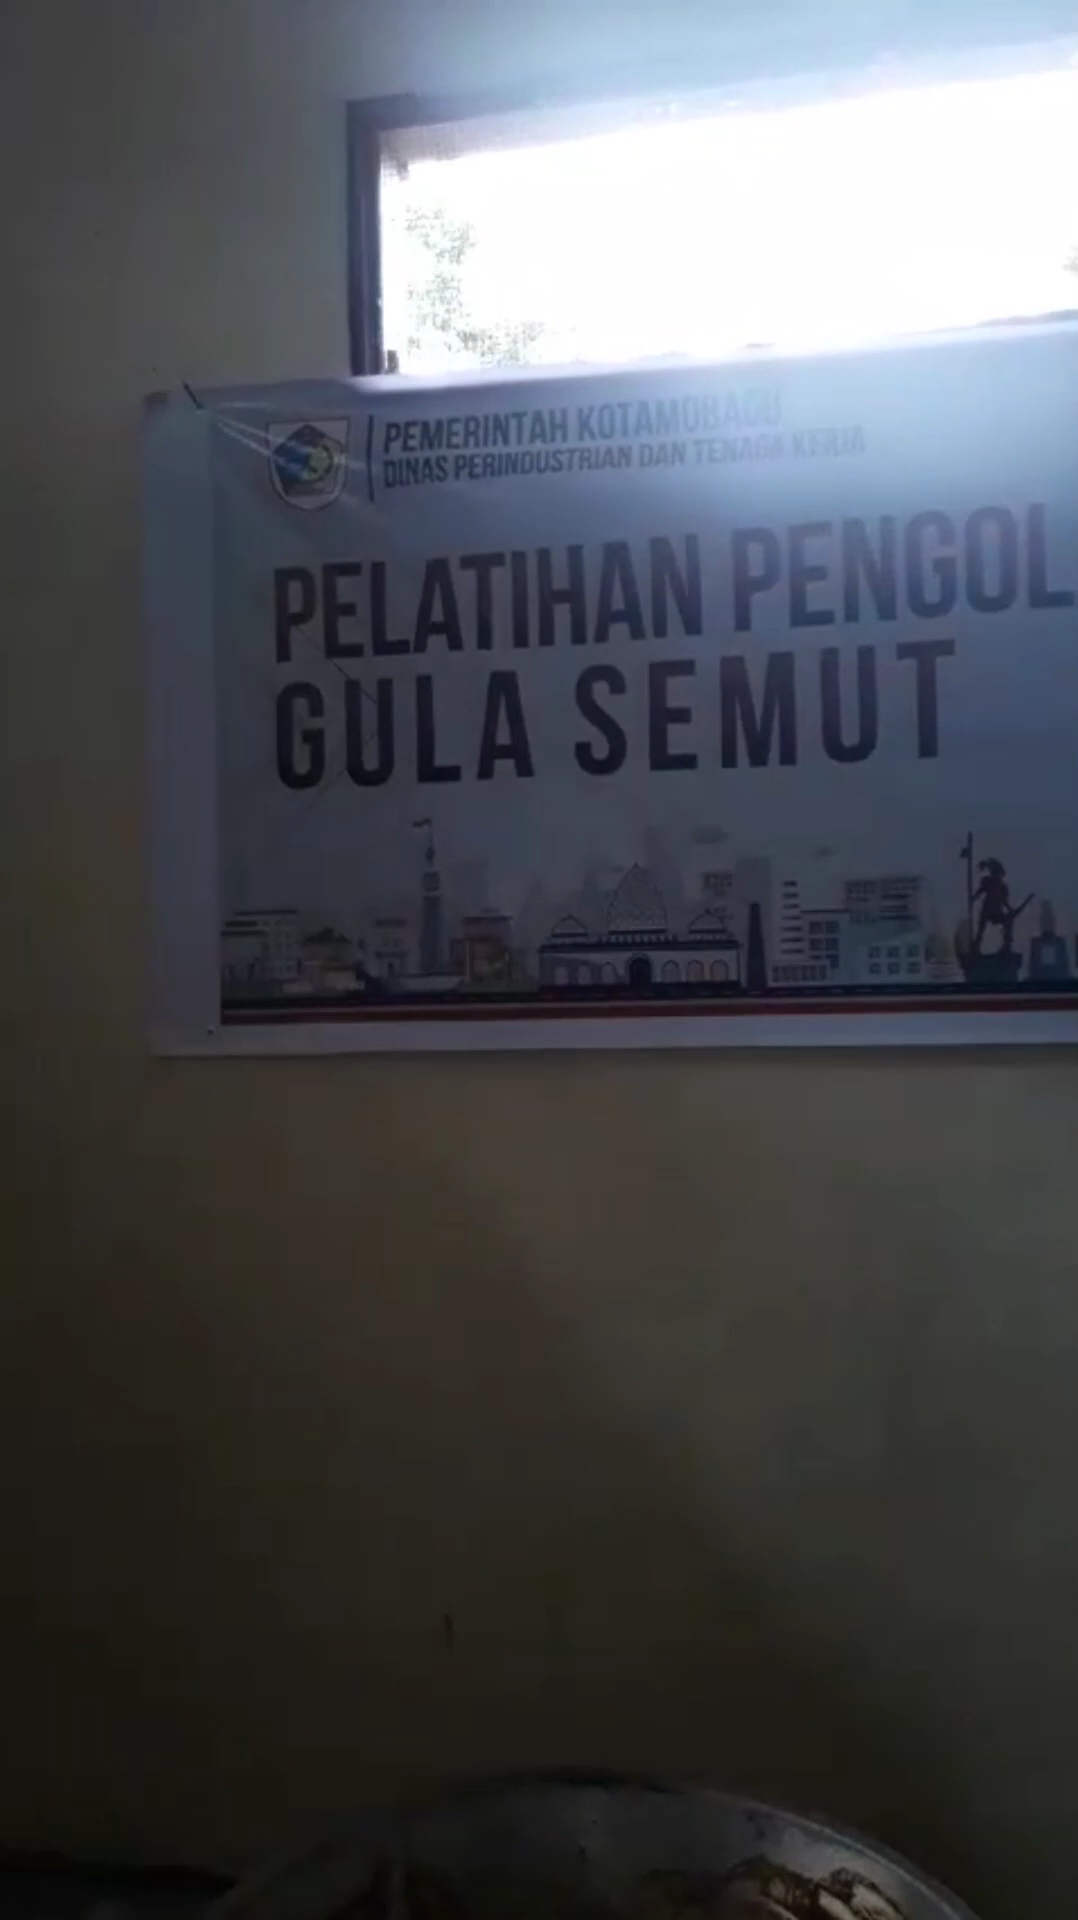 PEMERINTAH KOTAMOBAGU
DINAS PERINDUSTRIAN DAN TENAGA KERJA
PELATIHAN PENGOL
GULA SEMUT